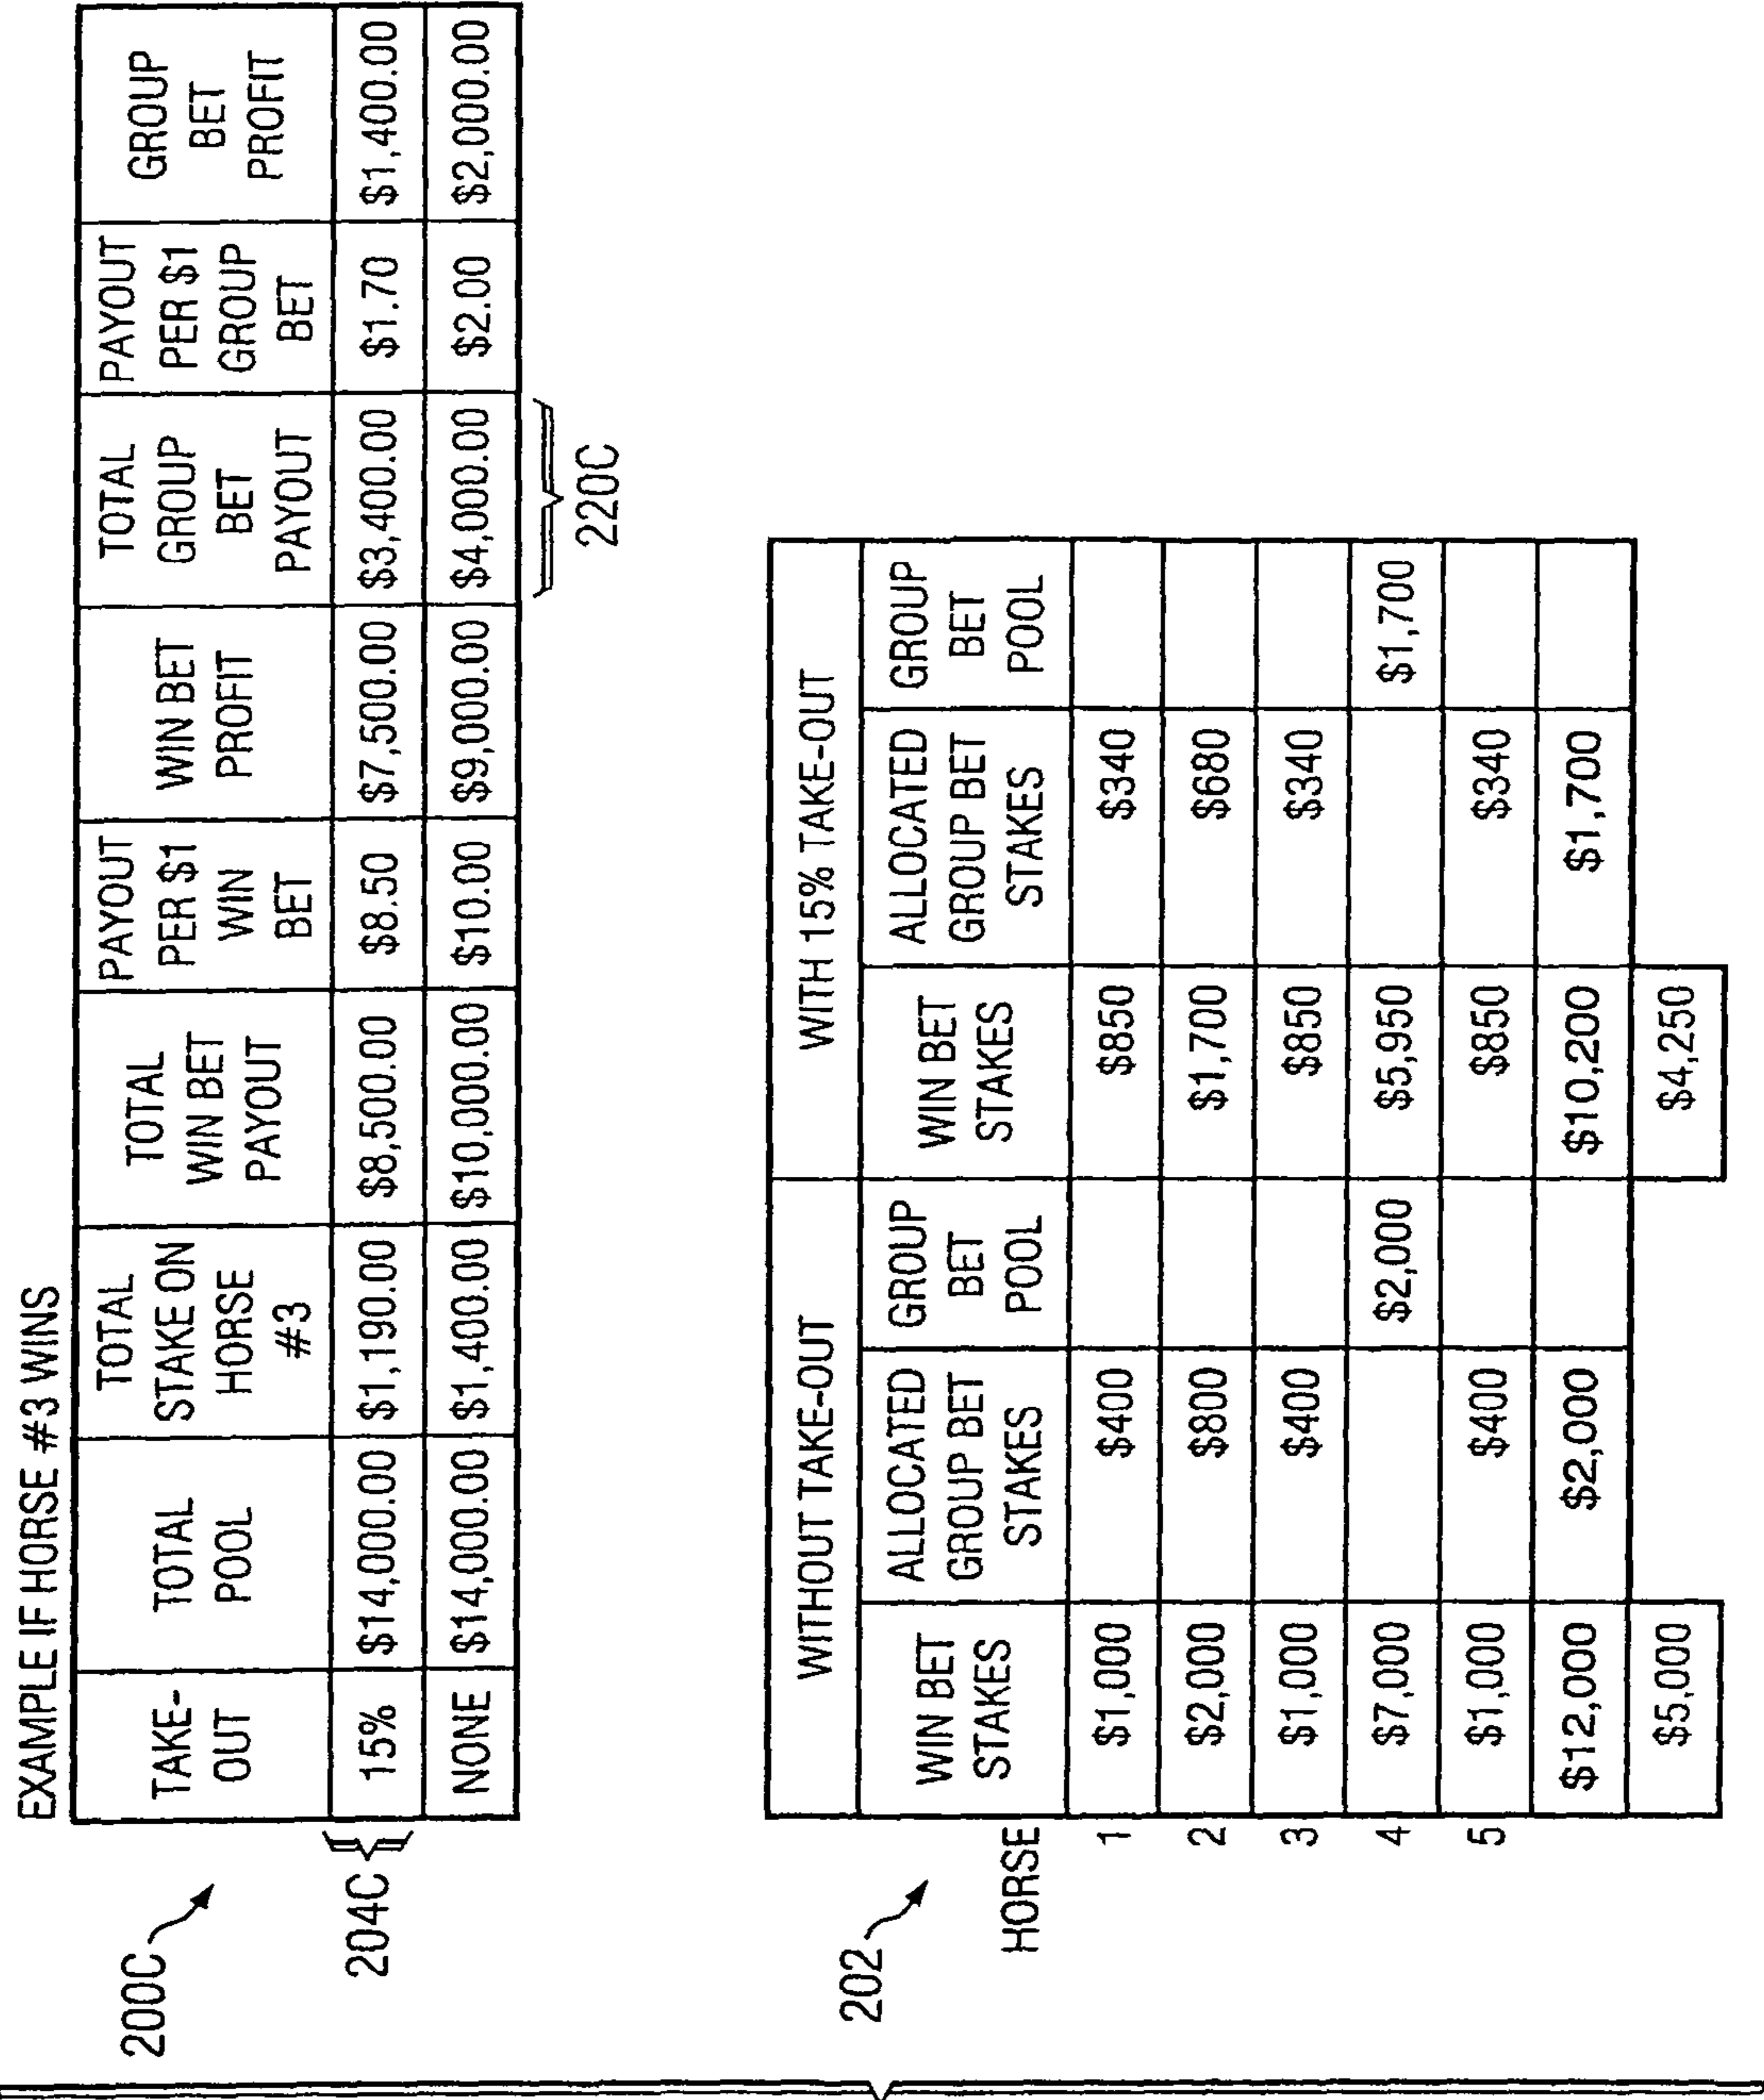 200C
EXAMPLE IF HORSE #3 WINS
TAKE-OUT TOTAL POOL TOTAL STAKE ON HORSE #3 TOTAL WIN BET PAYOUT PAYOUT PER $1 WIN BET WIN BET PROFIT TOTAL GROUP BET PAYOUT PAYOUT PER $1 GROUP BET GROUP BET PROFIT
204C
15% $14,000.00 $1,190.00 $8,500.00 $8.50 $7,500.00 $3,400.00 $1.70 $1,400.00
NONE $14,000.00 $1,400.00 $10,000.00 $10.00 $9,000.00 $4,000.00 $2.00 $2,000.00
220C
202
WITHOUT TAKE-OUT WITH 15% TAKE-OUT
HORSE WIN BET STAKES ALLOCATED GROUP BET STAKES GROUP BET POOL WIN BET STAKES ALLOCATED GROUP BET STAKES GROUP BET POOL
1 $1,000 $400 $850 $340
2 $2,000 $800 $1,700 $680
3 $1,000 $400 $850 $340
4 $7,000 $2,000 $5,950 $1,700
5 $1,000 $400 $850 $340
$12,000 $2,000 $10,200 $1,700
$5,000 $4,250